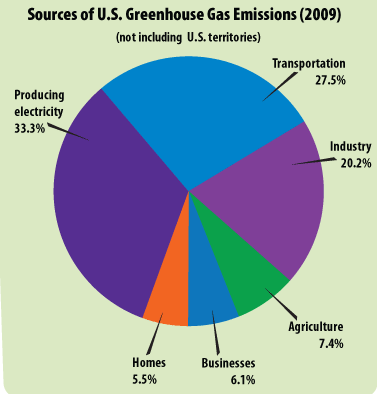 Sources of U.S. Greenhouse Gas Emissions (2009)
(not including U.S. territories)
Transportation
27.5%
Producing
electricity
33.3%
Industry
20.2%
Agriculture
7.4%
Homes
5.5%
Businesses
6.1%